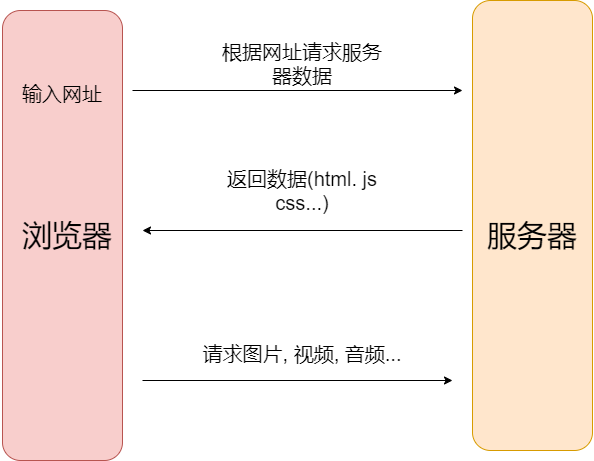 根据网址请求服务
器数据
输入网址
返回数据(html. js
css...)
浏览器
服务器
请求图片, 视频, 音频...